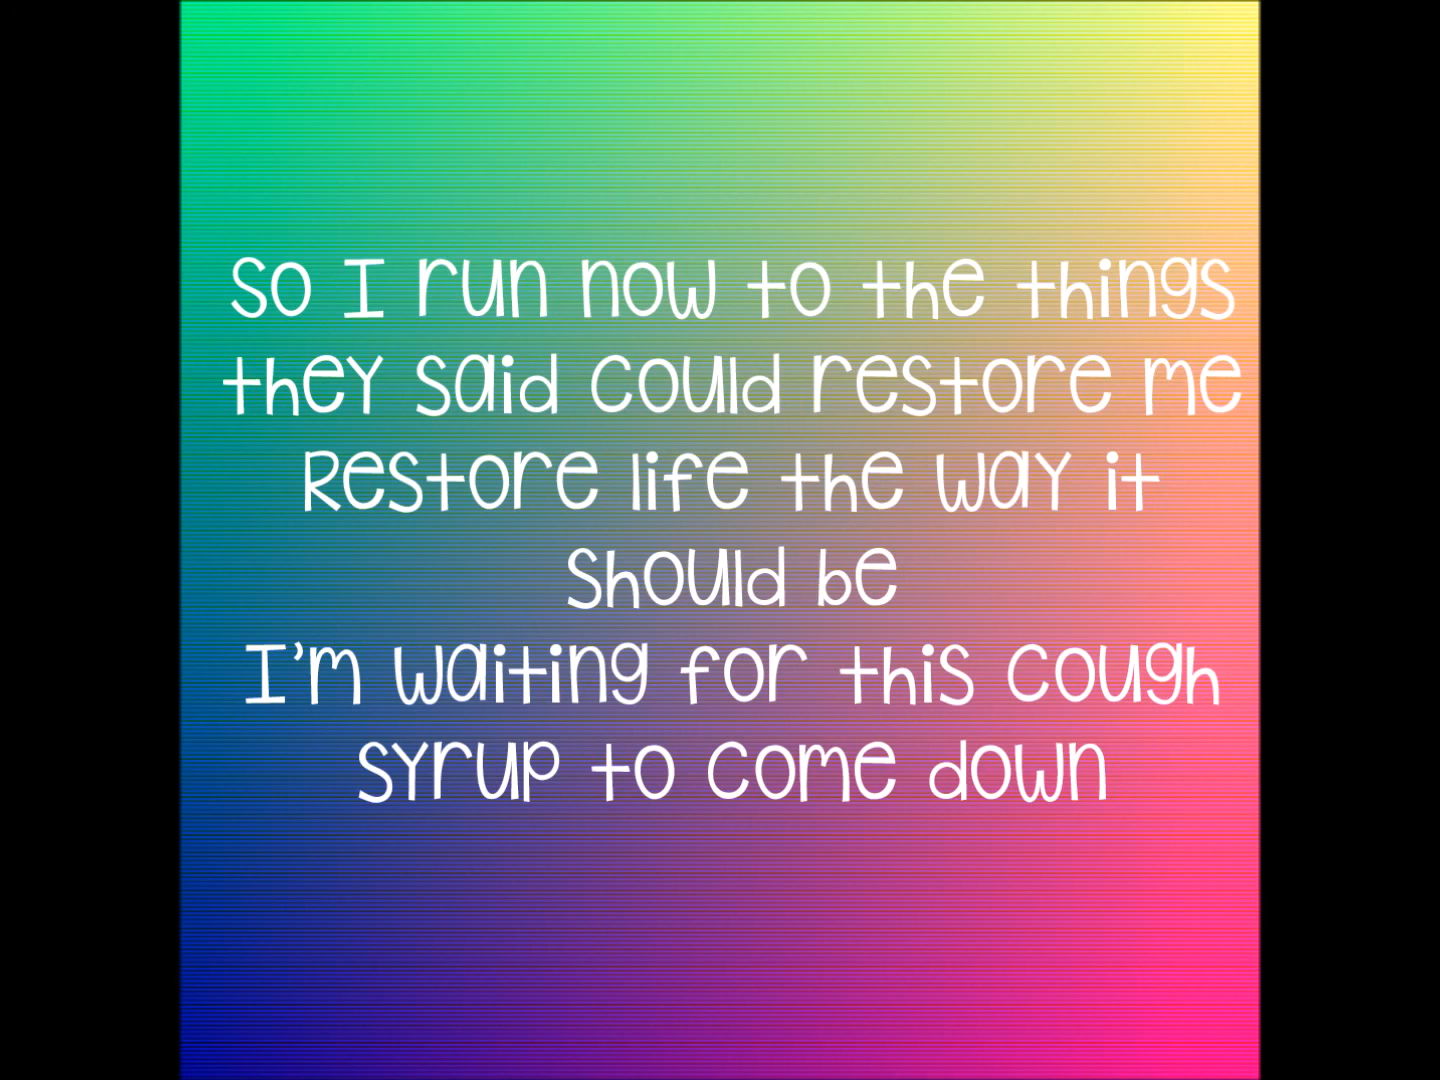 So I run now to the things
they said could restore me
Restore life the way it
should be
I'm waiting for this cough
syrup to come down